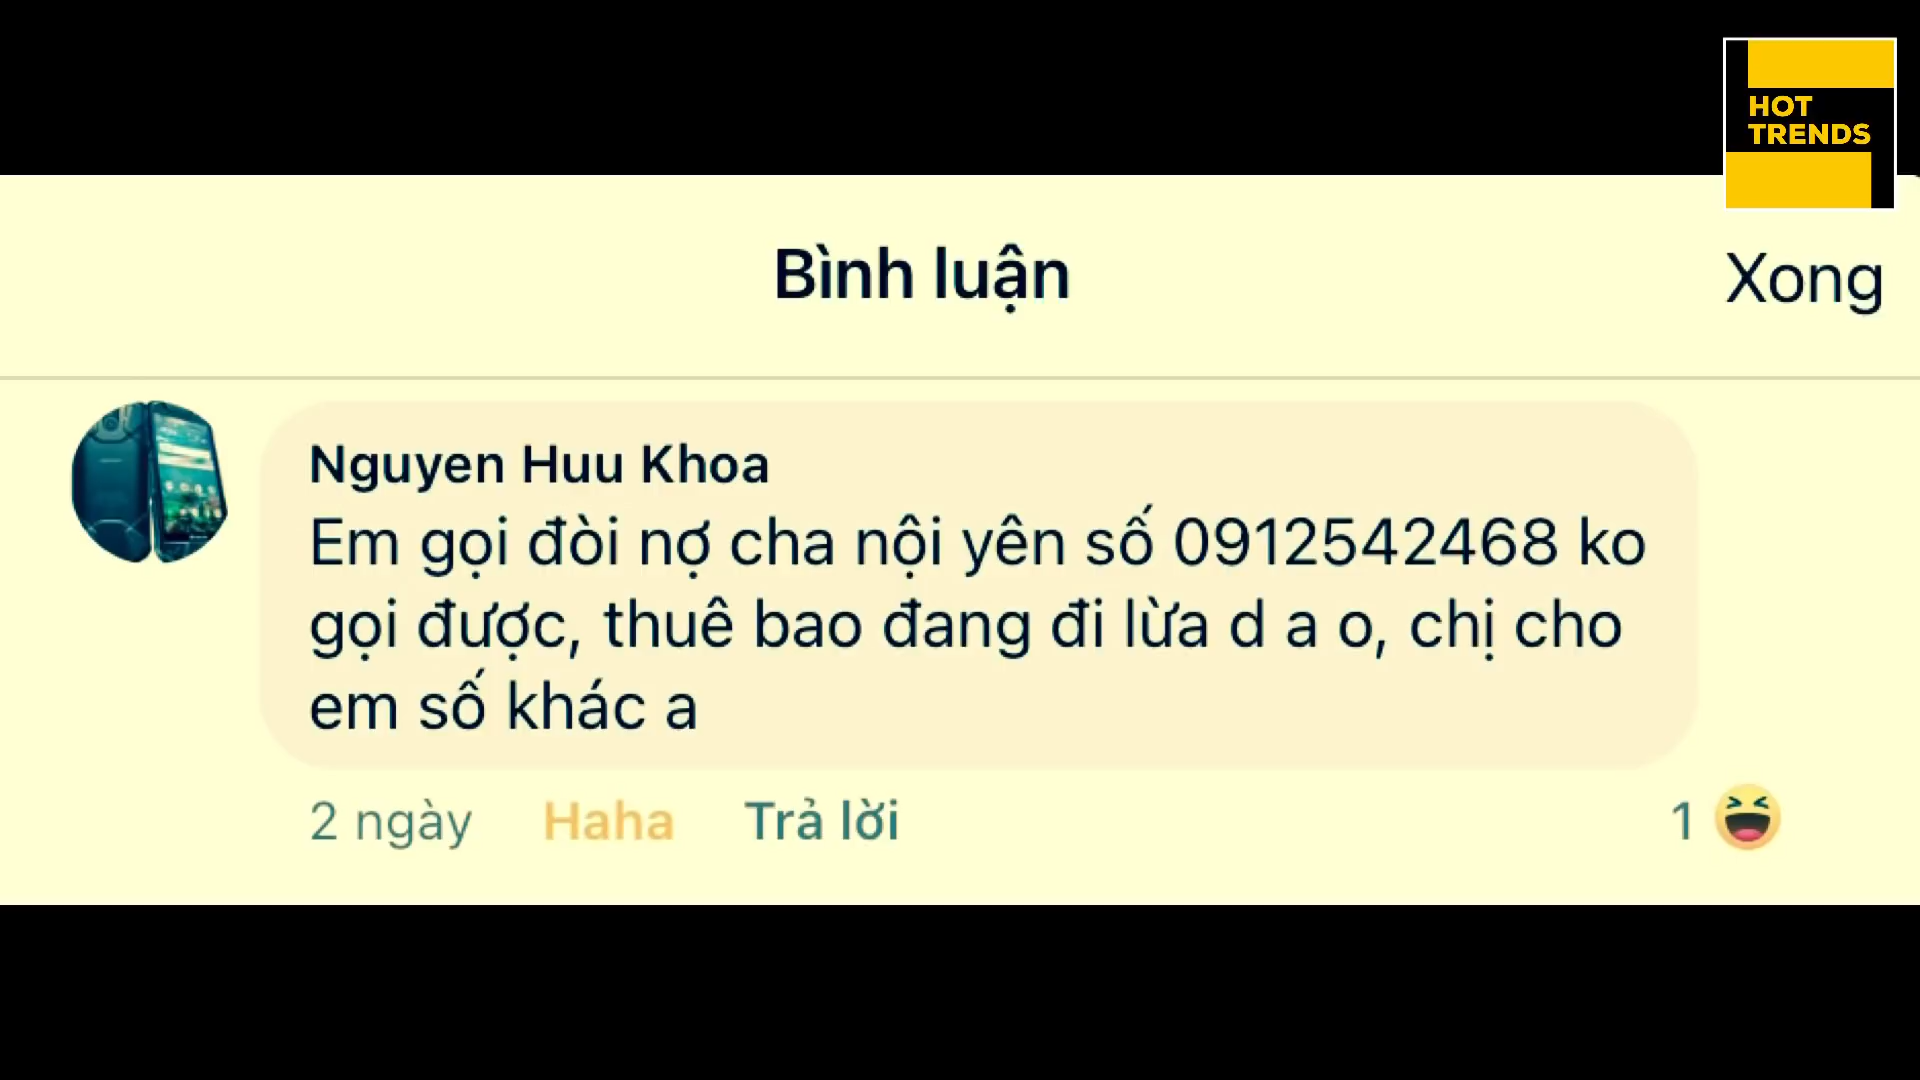 HOT
TRENDS
Bình luận
Xong
Nguyen Huu Khoa
Em gọi đòi nợ cha nội yên số 0912542468 ko
gọi được, thuê bao đang đi lừa d a o, chị cho
em số khác a
2 ngày Haha Trả lời 1